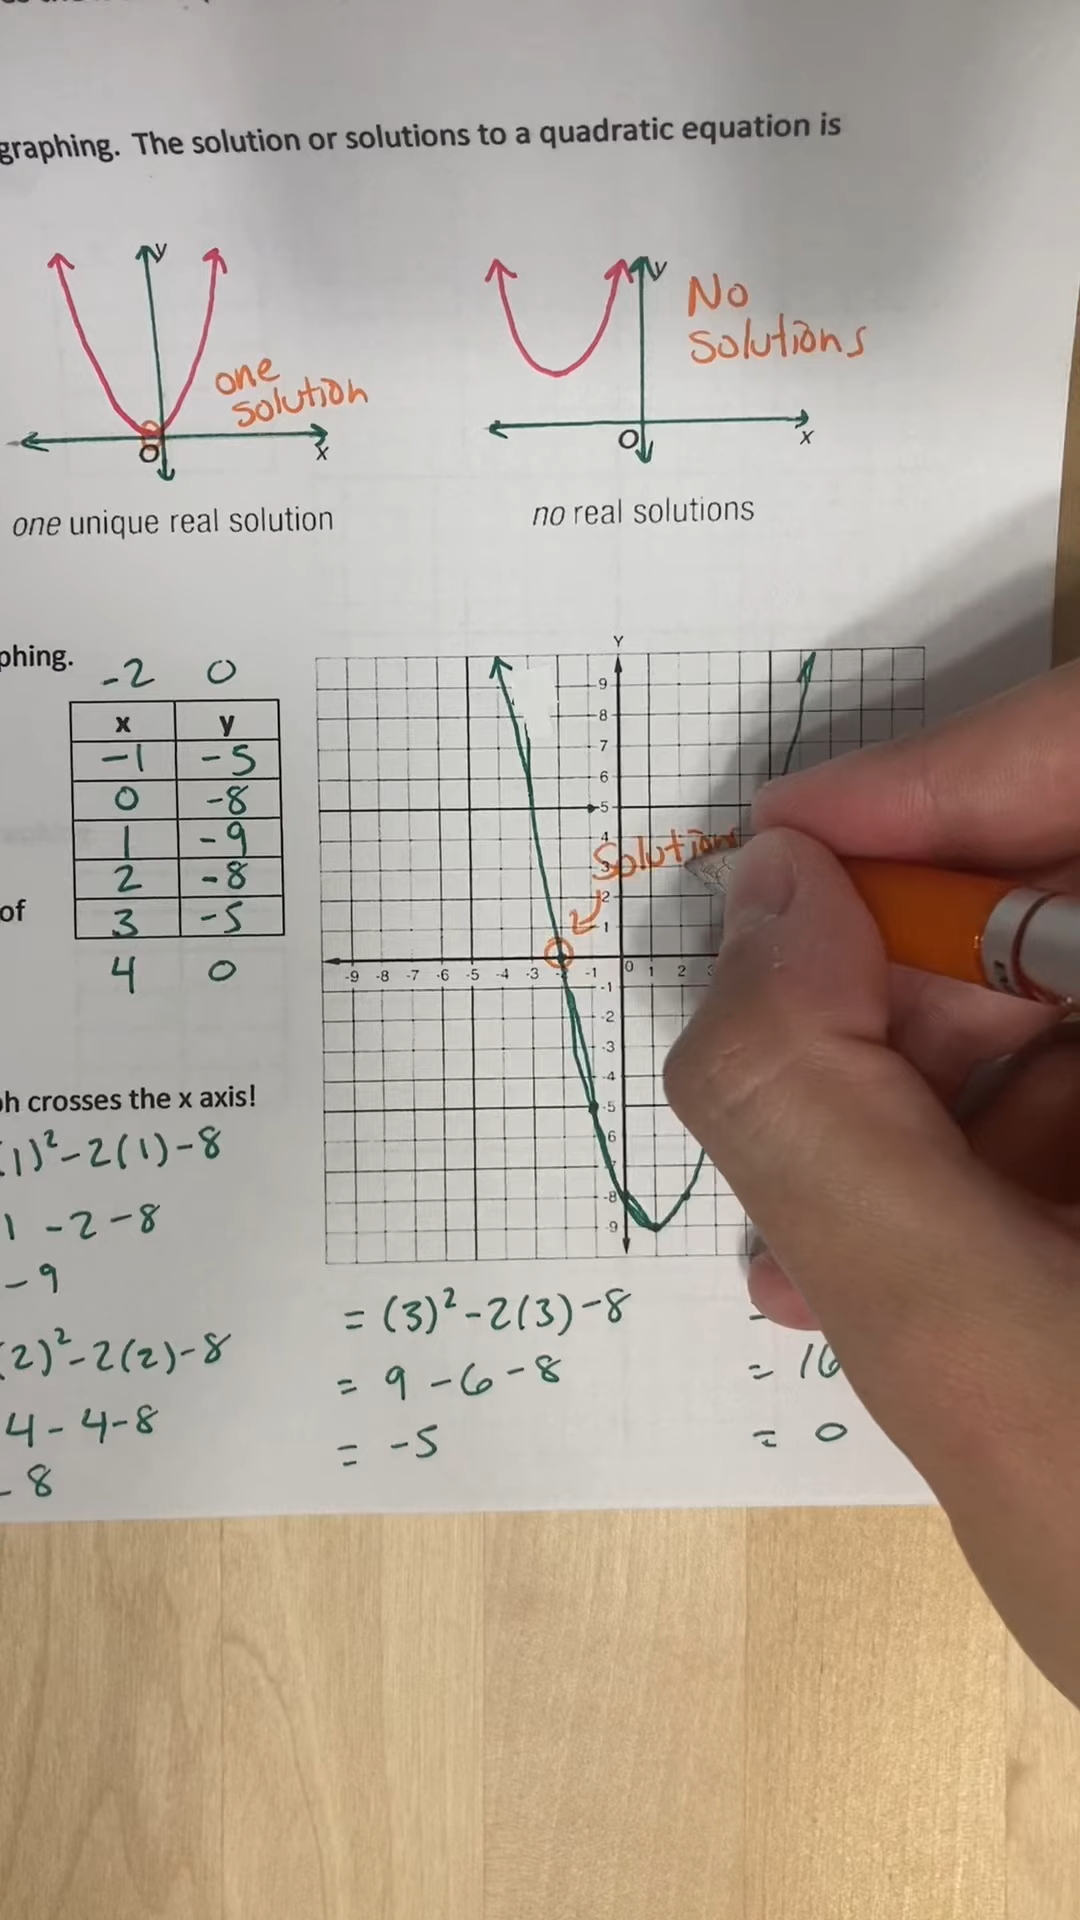 graphing. The solution or solutions to a quadratic equation is
y
one
solution
O
x
one unique real solution
y
No
solutions
O
x
no real solutions
phing.
-2 0
x y
-1 -5
0 -8
1 -9
2 -8
3 -5
4 0
of
Y
9
8
7
6
5
4
3
2
1
Solution
-9 -8 -7 -6 -5 -4 -3 -1 0 1 2
-1
-2
-3
-4
-5
6
-8
9
ph crosses the x axis!
(1)²-2(1)-8
1 -2 -8
-9
(2)²-2(2)-8
4 - 4-8
-8
= (3)²-2(3)-8
= 9 -6 -8
= -5
= 16
= 0